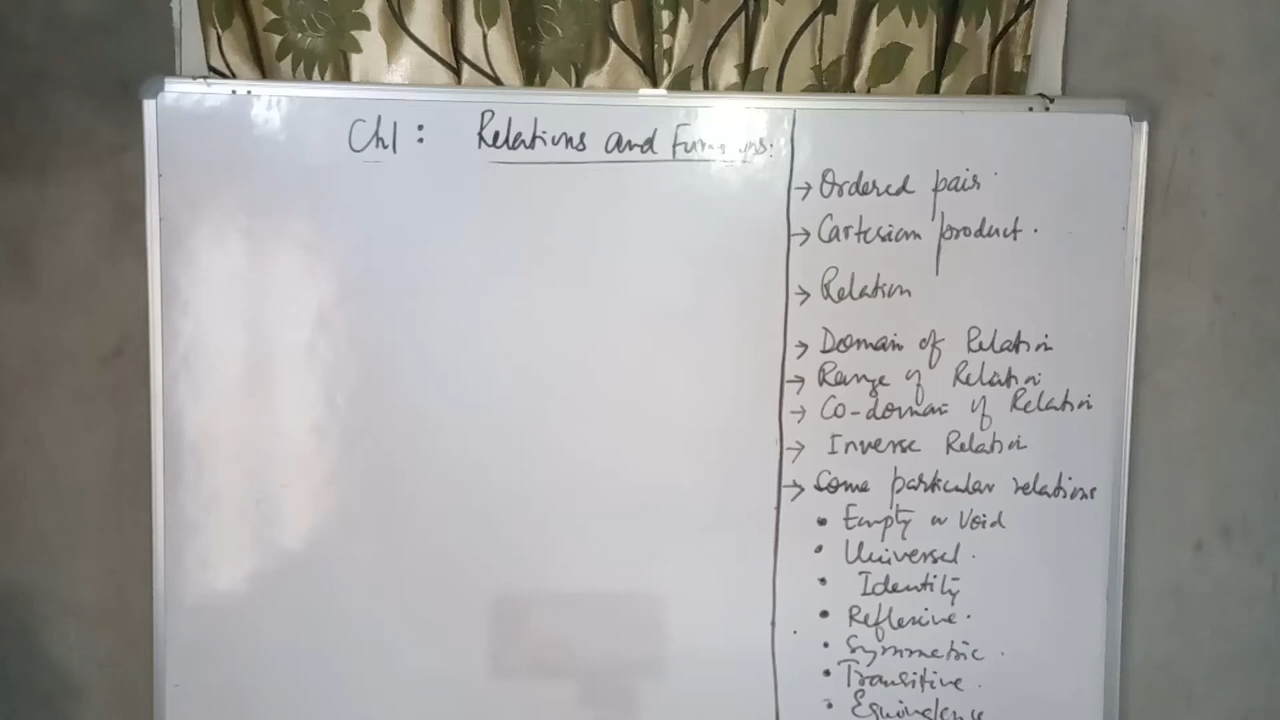 Ch1 : Relations and
→ Ordered pair
→ Cartesian product.
→ Relation
→ Domain of Relation
→ Range of Relation
→ Co-domain of Relation
→ Inverse Relation
→ Some particular relations
• Empty or Void
• Universal.
• Identity
• Reflexive.
• Symmetric.
• Transitive.
• Equivalence